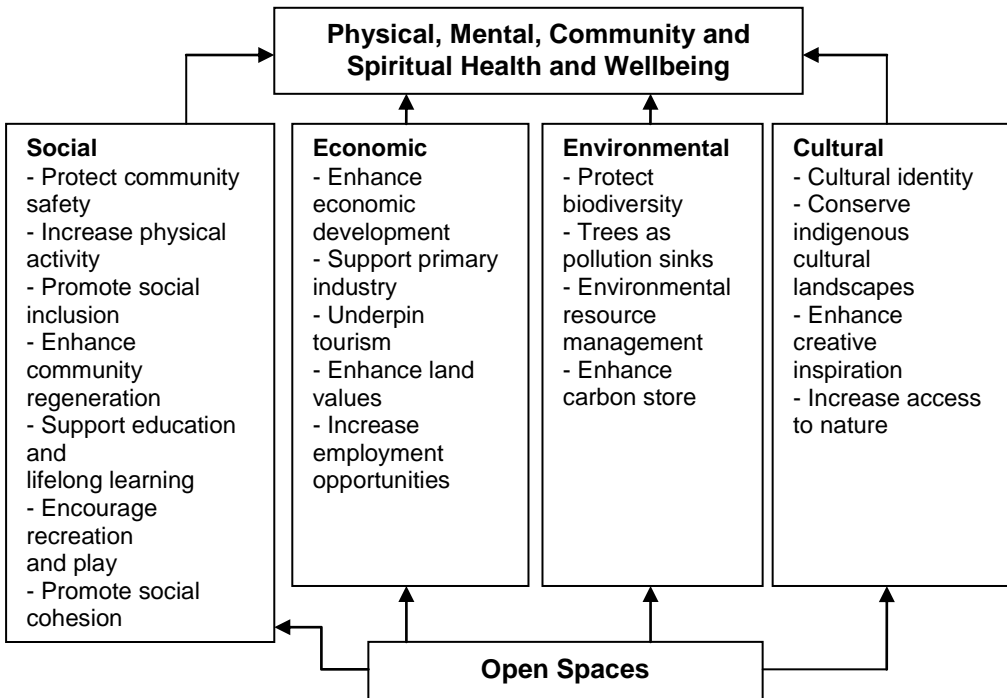 Physical, Mental, Community and
Spiritual Health and Wellbeing
Social
- Protect community
safety
- Increase physical
activity
- Promote social
inclusion
- Enhance
community
regeneration
- Support education
and
lifelong learning
- Encourage
recreation
and play
- Promote social
cohesion
Economic
- Enhance
economic
development
- Support primary
industry
- Underpin
tourism
- Enhance land
values
- Increase
employment
opportunities
Environmental
- Protect
biodiversity
- Trees as
pollution sinks
- Environmental
resource
management
- Enhance
carbon store
Cultural
- Cultural identity
- Conserve
indigenous
cultural
landscapes
- Enhance
creative
inspiration
- Increase access
to nature
Open Spaces